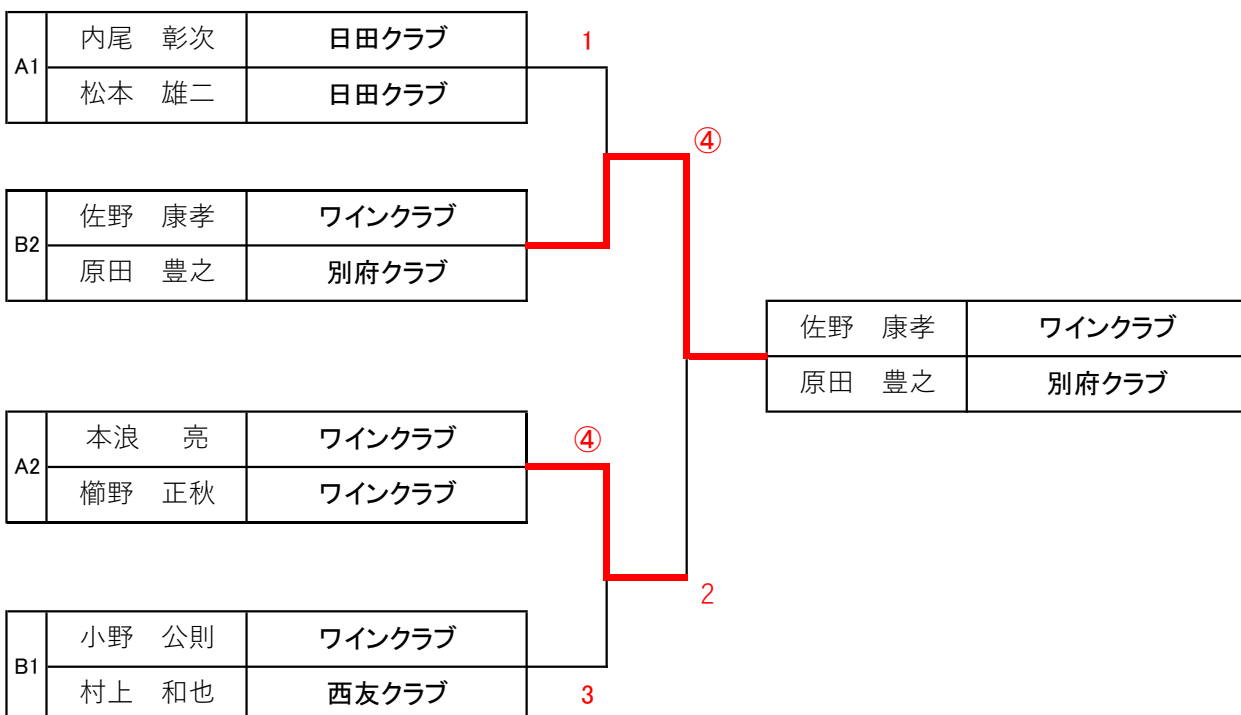 A1 内尾 彰次 日田クラブ 1
松本 雄二 日田クラブ
④
B2 佐野 康孝 ワインクラブ
原田 豊之 別府クラブ
佐野 康孝 ワインクラブ
原田 豊之 別府クラブ
A2 本浪 亮 ワインクラブ ④
櫛野 正秋 ワインクラブ
2
B1 小野 公則 ワインクラブ
村上 和也 西友クラブ 3